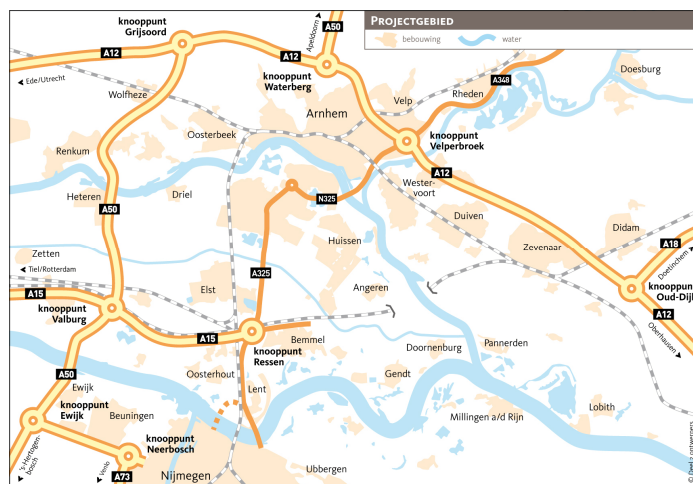 PROJECTGEBIED
bebouwing
water
knooppunt
Grijsoord
A12
Ede/Utrecht
Wolfheze
A12
Apeldoorn
A50
knooppunt
Waterberg
Arnhem
Velp
Rheden
A348
Doesburg
Oosterbeek
knooppunt
Velperbroek
Renkum
Heteren
Driel
A50
N325
Wester-
voort
A12
Duiven
Zevenaar
Didam
A18
Doetinchem
Zetten
Tiel/Rotterdam
Huissen
A325
Elst
Angeren
A15
knooppunt
Valburg
A15
knooppunt
Ressen
Bemmel
knooppunt
Oud-Dijk
A12
Oberhausen
Doornenburg
Pannerden
A50
Ewijk
Oosterhout
Lent
Gendt
knooppunt
Ewijk
Beuningen
Millingen a/d Rijn
Lobith
knooppunt
Neerbosch
's-Hertogen-
bosch
Venlo
A73
Nijmegen
Ubbergen